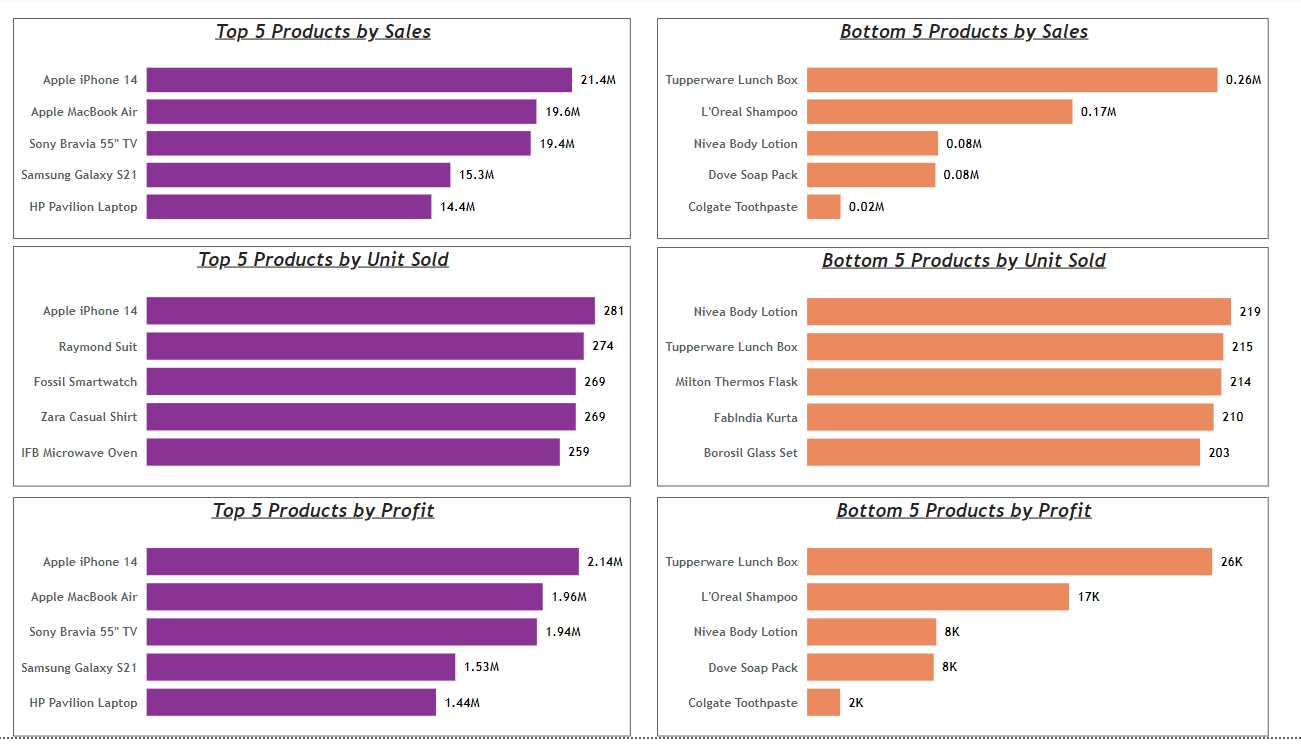 Top 5 Products by Sales
Apple iPhone 14 21.4M
Apple MacBook Air 19.6M
Sony Bravia 55" TV 19.4M
Samsung Galaxy S21 15.3M
HP Pavilion Laptop 14.4M
Bottom 5 Products by Sales
Tupperware Lunch Box 0.26M
L'Oreal Shampoo 0.17M
Nivea Body Lotion 0.08M
Dove Soap Pack 0.08M
Colgate Toothpaste 0.02M
Top 5 Products by Unit Sold
Apple iPhone 14 281
Raymond Suit 274
Fossil Smartwatch 269
Zara Casual Shirt 269
IFB Microwave Oven 259
Bottom 5 Products by Unit Sold
Nivea Body Lotion 219
Tupperware Lunch Box 215
Milton Thermos Flask 214
FabIndia Kurta 210
Borosil Glass Set 203
Top 5 Products by Profit
Apple iPhone 14 2.14M
Apple MacBook Air 1.96M
Sony Bravia 55" TV 1.94M
Samsung Galaxy S21 1.53M
HP Pavilion Laptop 1.44M
Bottom 5 Products by Profit
Tupperware Lunch Box 26K
L'Oreal Shampoo 17K
Nivea Body Lotion 8K
Dove Soap Pack 8K
Colgate Toothpaste 2K